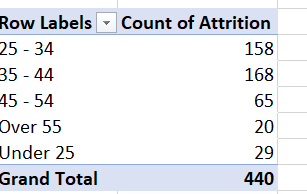 Row Labels Count of Attrition
25 - 34 158
35 - 44 168
45 - 54 65
Over 55 20
Under 25 29
Grand Total 440